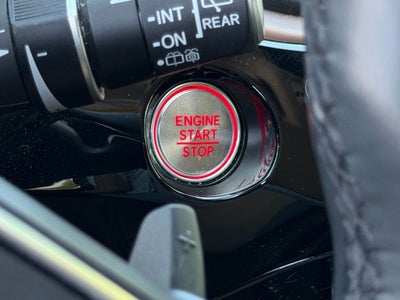 -INT
-ON
REAR
ENGINE
START
STOP
+